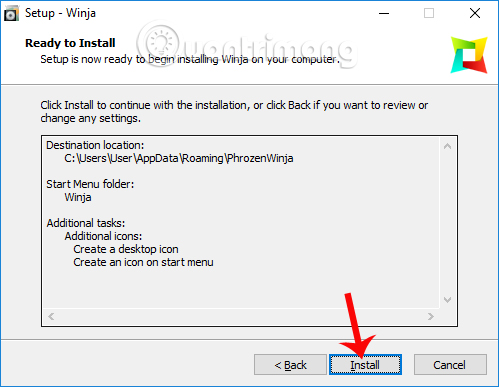 Setup - Winja
Quantrimang
Ready to Install
Setup is now ready to begin installing Winja on your computer.
Click Install to continue with the installation, or click Back if you want to review or
change any settings.
Destination location:
C:\Users\User\AppData\Roaming\PhrozenWinja
Start Menu folder:
Winja
Additional tasks:
Additional icons:
Create a desktop icon
Create an icon on start menu
< Back
Install
Cancel